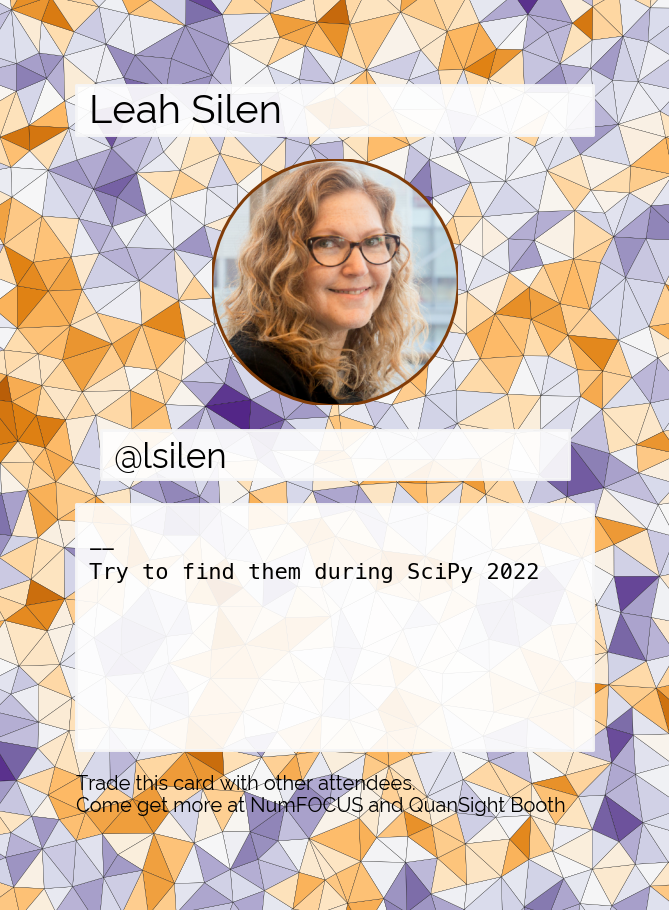 Leah Silen
@lsilen
——
Try to find them during SciPy 2022
Trade this card with other attendees.
Come get more at NumFOCUS and QuanSight Booth